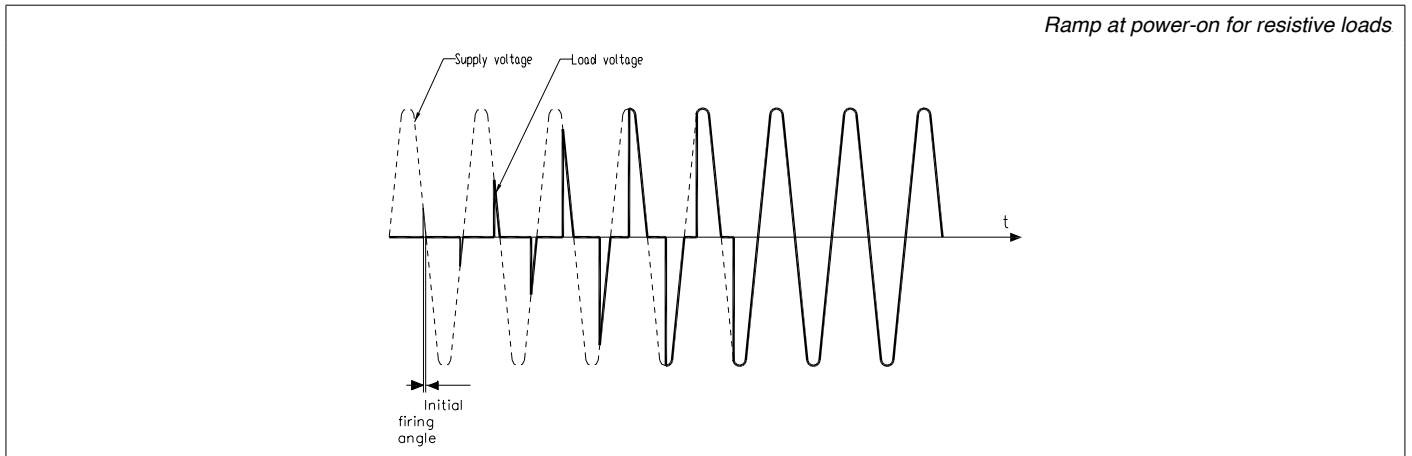 Ramp at power-on for resistive loads
Supply voltage
Load voltage
t
Initial
firing
angle